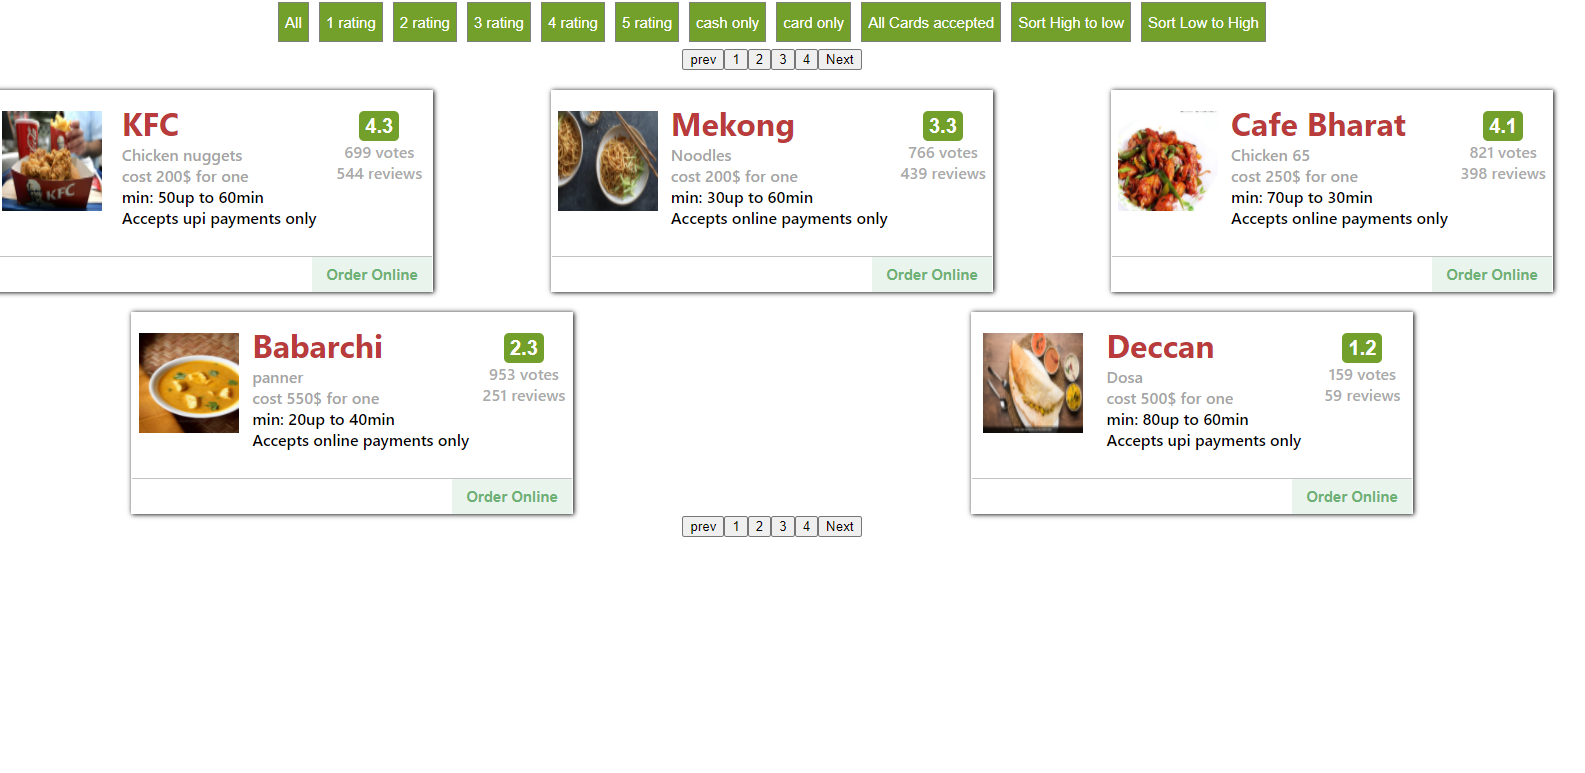 All 1 rating 2 rating 3 rating 4 rating 5 rating cash only card only All Cards accepted Sort High to low Sort Low to High
prev 1 2 3 4 Next
KFC
4.3
Chicken nuggets
699 votes
cost 200$ for one
544 reviews
min: 50up to 60min
Accepts upi payments only
Order Online
KFC
Mekong
3.3
Noodles
766 votes
cost 200$ for one
439 reviews
min: 30up to 60min
Accepts online payments only
Order Online
Cafe Bharat
4.1
Chicken 65
821 votes
cost 250$ for one
398 reviews
min: 70up to 30min
Accepts online payments only
Order Online
Babarchi
2.3
panner
953 votes
cost 550$ for one
251 reviews
min: 20up to 40min
Accepts online payments only
Order Online
Deccan
1.2
Dosa
159 votes
cost 500$ for one
59 reviews
min: 80up to 60min
Accepts upi payments only
Order Online
prev 1 2 3 4 Next